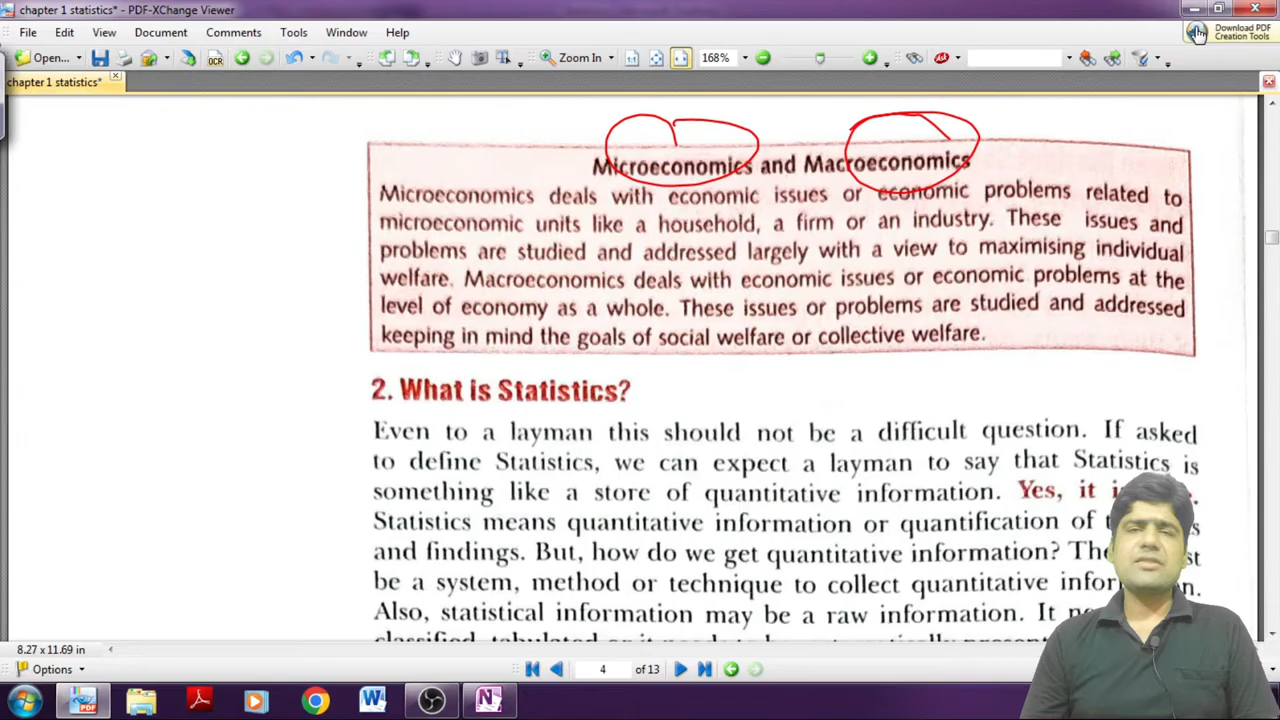 chapter 1 statistics* - PDF-XChange Viewer
File Edit View Document Comments Tools Window Help
Download PDF
Creation Tools
Open... OCR Zoom In 168%
chapter 1 statistics*
Microeconomics and Macroeconomics
Microeconomics deals with economic issues or economic problems related to
microeconomic units like a household, a firm or an industry. These issues and
problems are studied and addressed largely with a view to maximising individual
welfare. Macroeconomics deals with economic issues or economic problems at the
level of economy as a whole. These issues or problems are studied and addressed
keeping in mind the goals of social welfare or collective welfare.
2. What is Statistics?
Even to a layman this should not be a difficult question. If asked
to define Statistics, we can expect a layman to say that Statistics is
something like a store of quantitative information. Yes, it
Statistics means quantitative information or quantification of
and findings. But, how do we get quantitative information?
be a system, method or technique to collect quantitative
Also, statistical information may be a raw information. It
8.27 x 11.69 in
Options 4 of 13